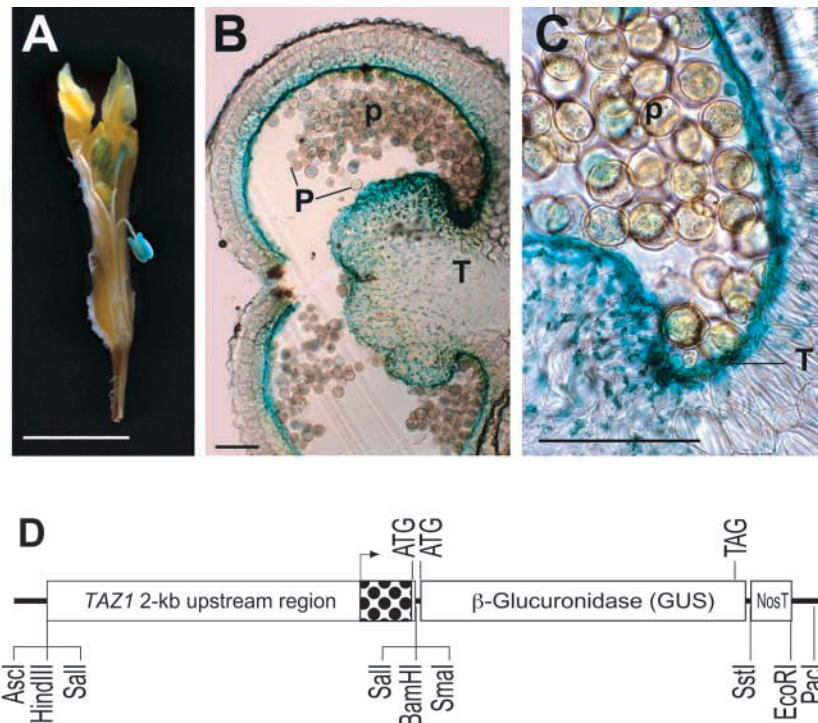 A B C
p
P
T
p
T
D
ATG ATG TAG
TAZ1 2-kb upstream region β-Glucuronidase (GUS) NosT
AscI HindIII SalI SalI BamHI SmaI SstI EcoRI PacI